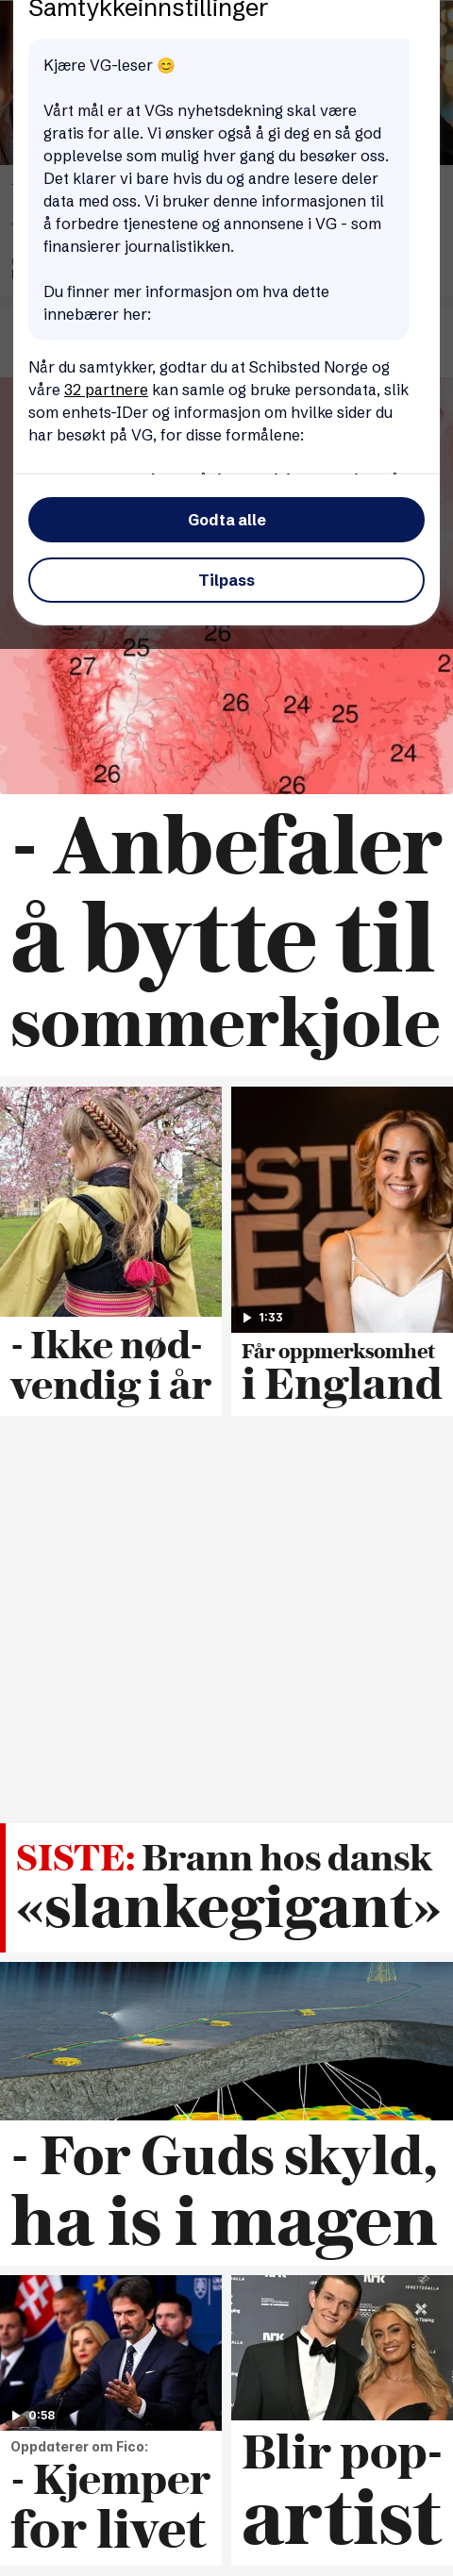 Samtykkeinnstillinger
Kjære VG-leser 😊
Vårt mål er at VGs nyhetsdekning skal være
gratis for alle. Vi ønsker også å gi deg en så god
opplevelse som mulig hver gang du besøker oss.
Det klarer vi bare hvis du og andre lesere deler
data med oss. Vi bruker denne informasjonen til
å forbedre tjenestene og annonsene i VG - som
finansierer journalistikken.
Du finner mer informasjon om hva dette
innebærer her:
Når du samtykker, godtar du at Schibsted Norge og
våre 32 partnere kan samle og bruke persondata, slik
som enhets-IDer og informasjon om hvilke sider du
har besøkt på VG, for disse formålene:
Godta alle
Tilpass
26
25
27
26
24
25
24
26
26
- Anbefaler
å bytte til
sommerkjole
1:33
- Ikke nød-
vendig i år
Får oppmerksomhet
i England
SISTE: Brann hos dansk
«slankegigant»
- For Guds skyld,
ha is i magen
0:58
NRK
NRK
Tipping
Oppdaterer om Fico:
- Kjemper
for livet
Blir pop-
artist